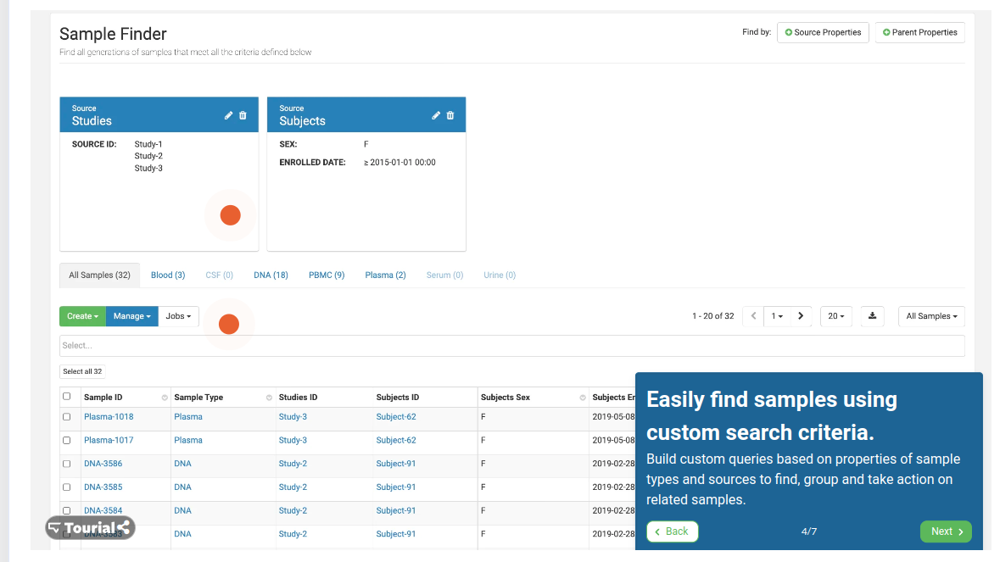 Sample Finder
Find by: Source Properties Parent Properties
Find all generations of samples that meet all the criteria defined below
Source
Studies
SOURCE ID: Study-1
Study-2
Study-3
Source
Subjects
SEX: F
ENROLLED DATE: ≥ 2015-01-01 00:00
All Samples (32) Blood (3) CSF (0) DNA (18) PBMC (9) Plasma (2) Serum (0) Urine (0)
Create Manage Jobs 1 - 20 of 32 1 20 All Samples
Select...
Select all 32
Sample ID Sample Type Studies ID Subjects ID Subjects Sex Subjects
Plasma-1018 Plasma Study-3 Subject-62 F 2019-05-08
Plasma-1017 Plasma Study-3 Subject-62 F 2019-05-08
DNA-3586 DNA Study-2 Subject-91 F 2019-02-28
DNA-3585 DNA Study-2 Subject-91 F 2019-02-28
DNA-3584 DNA Study-2 Subject-91 F 2019-02-28
DNA-3583 DNA Study-2 Subject-91 F 2019-02-28
Tourial
Easily find samples using
custom search criteria.
Build custom queries based on properties of sample
types and sources to find, group and take action on
related samples.
Back 4/7 Next